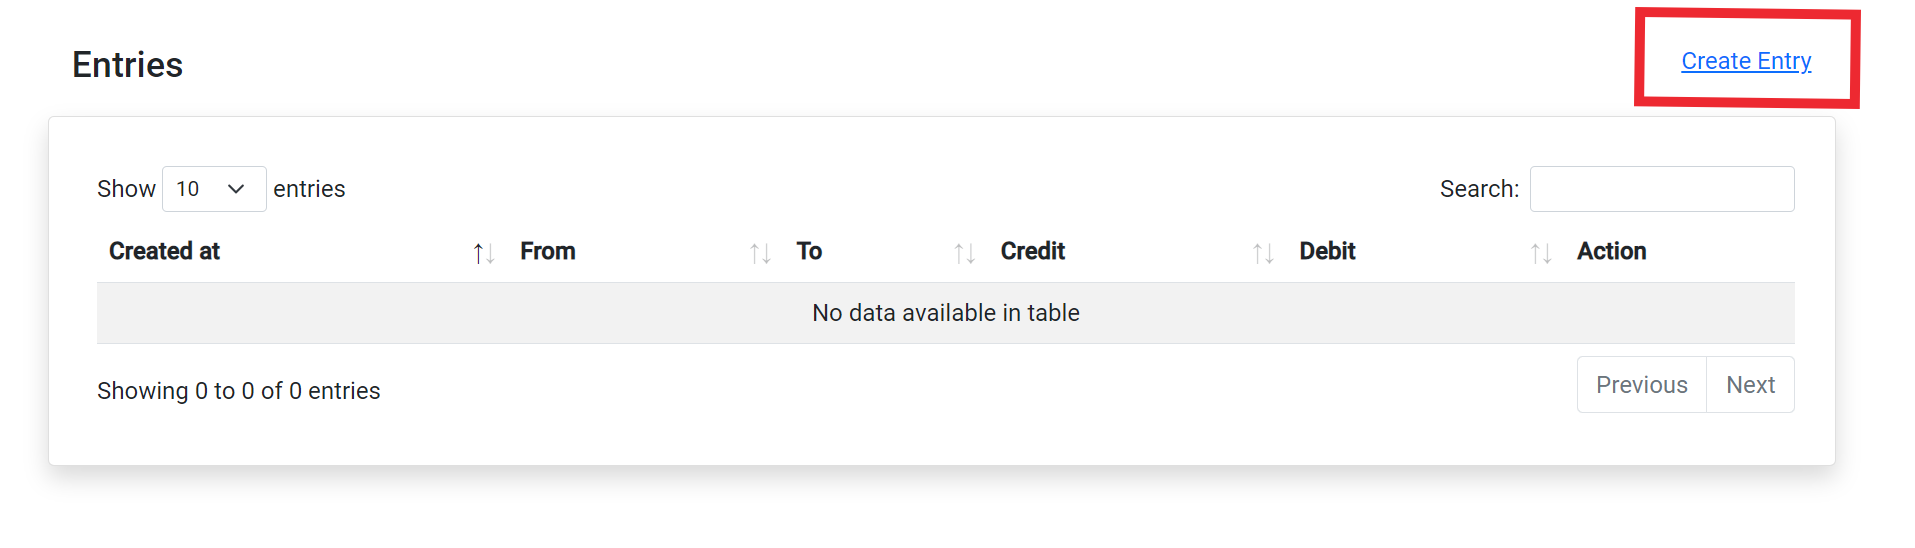 Entries
Create Entry
Show 10 entries
Search:
Created at From To Credit Debit Action
No data available in table
Showing 0 to 0 of 0 entries
Previous Next